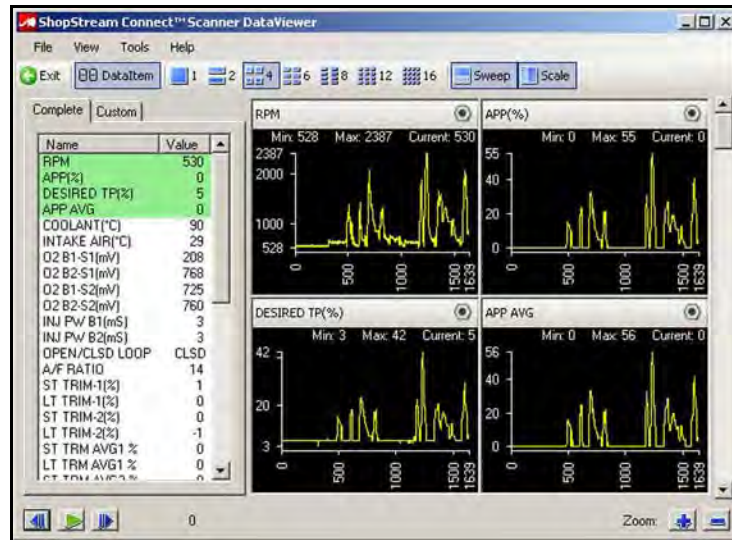 ShopStream Connect™ Scanner DataViewer
File View Tools Help
Exit DataItem 1 2 4 6 8 12 16 Sweep Scale
Complete Custom
Name Value
RPM 530
APP(%) 0
DESIRED TP(%) 5
APP AVG 0
COOLANT(°C) 90
INTAKE AIR(°C) 29
O2 B1-S1(mV) 208
O2 B2-S1(mV) 768
O2 B1-S2(mV) 725
O2 B2-S2(mV) 760
INJ PW B1(mS) 3
INJ PW B2(mS) 3
OPEN/CLSD LOOP CLSD
A/F RATIO 14
ST TRIM-1(%) 1
LT TRIM-1(%) 0
ST TRIM-2(%) 0
LT TRIM-2(%) -1
ST TRM AVG1 % 0
LT TRM AVG1 % 0
ST TRM AVG2 % 0
RPM
Min: 528 Max: 2387 Current: 530
2387
2000
1000
528
0 500 1000 1500 1639
APP(%)
Min: 0 Max: 55 Current: 0
55
40
20
0
0 500 1000 1500 1639
DESIRED TP(%)
Min: 3 Max: 42 Current: 5
42
20
3
0 500 1000 1500 1639
APP AVG
Min: 0 Max: 56 Current: 0
56
40
20
0
0 500 1000 1500 1639
0
Zoom: